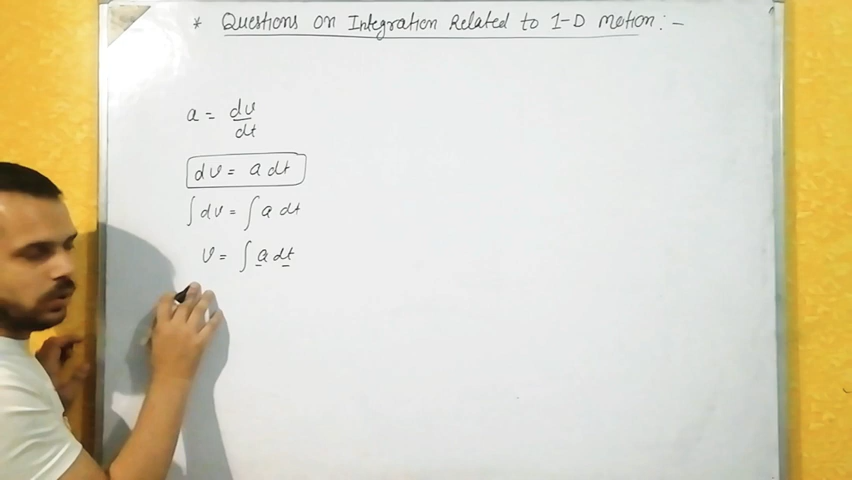 * Questions on Integration Related to 1-D Motion:-
a = dv/dt
dv = a dt
∫ dv = ∫ a dt
v = ∫ a dt